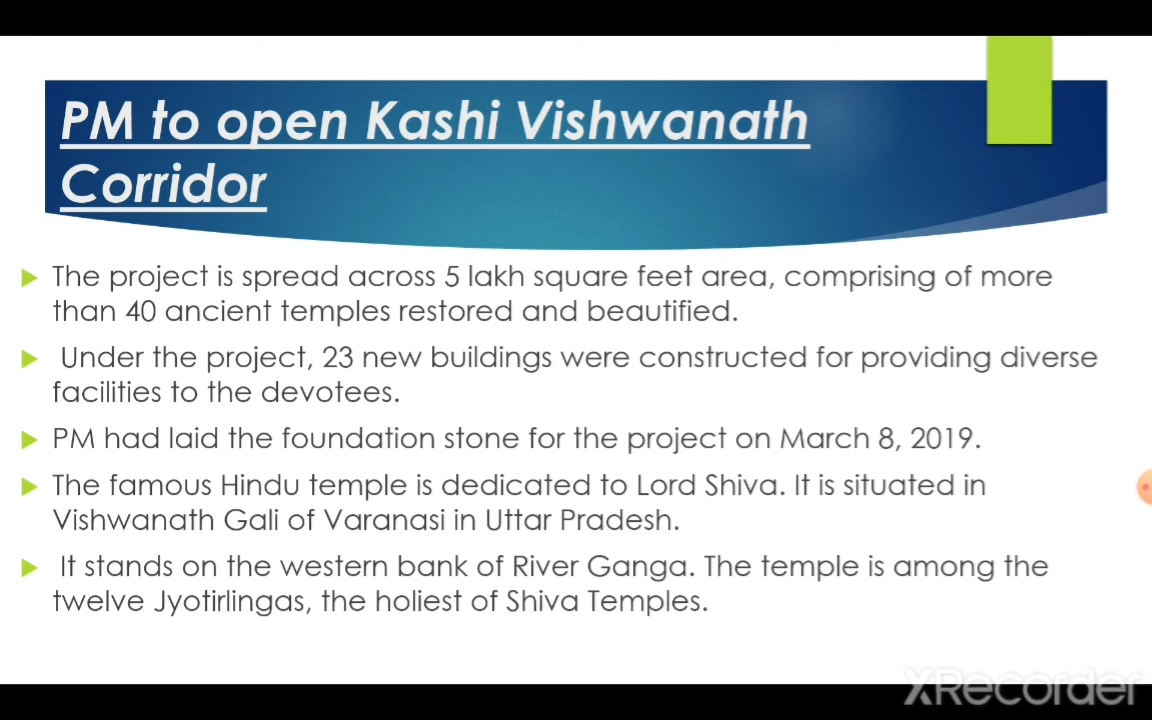 PM to open Kashi Vishwanath
Corridor
The project is spread across 5 lakh square feet area, comprising of more
than 40 ancient temples restored and beautified.
Under the project, 23 new buildings were constructed for providing diverse
facilities to the devotees.
PM had laid the foundation stone for the project on March 8, 2019.
The famous Hindu temple is dedicated to Lord Shiva. It is situated in
Vishwanath Gali of Varanasi in Uttar Pradesh.
It stands on the western bank of River Ganga. The temple is among the
twelve Jyotirlingas, the holiest of Shiva Temples.
XRecorder